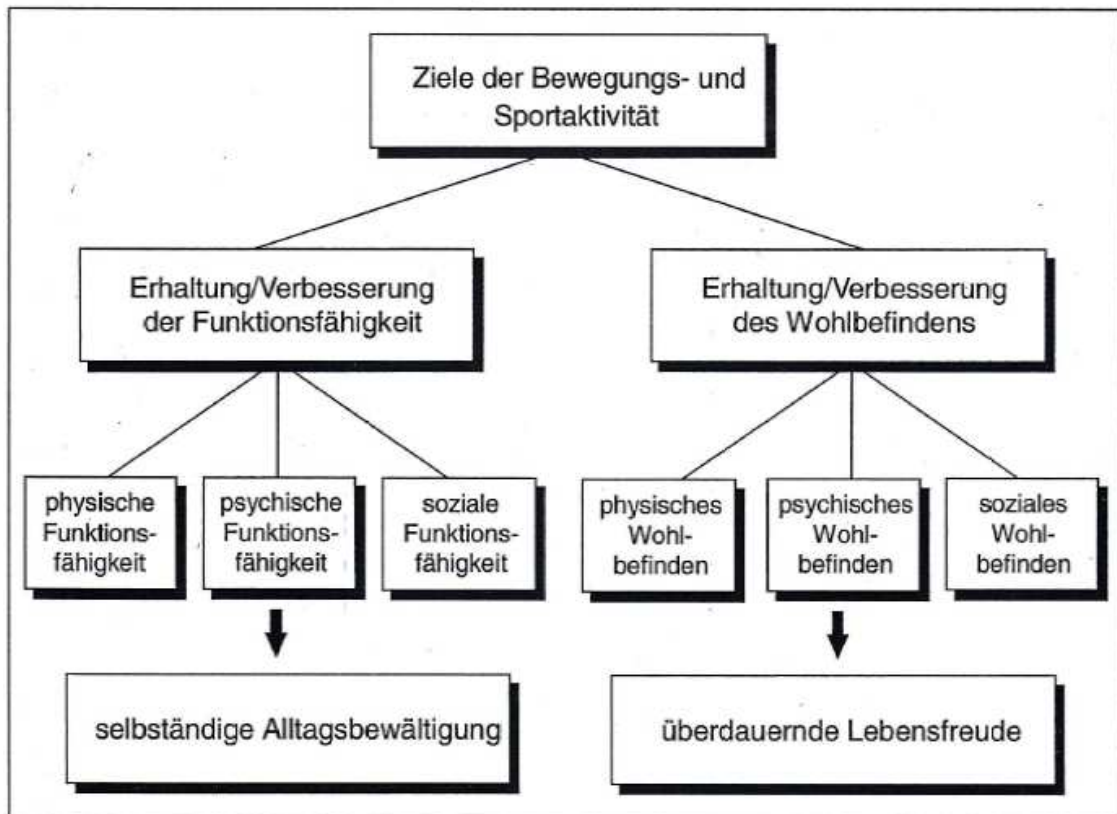 Ziele der Bewegungs- und
Sportaktivität
Erhaltung/Verbesserung
der Funktionsfähigkeit
Erhaltung/Verbesserung
des Wohlbefindens
physische
Funktions-
fähigkeit
psychische
Funktions-
fähigkeit
soziale
Funktions-
fähigkeit
physisches
Wohl-
befinden
psychisches
Wohl-
befinden
soziales
Wohl-
befinden
selbständige Alltagsbewältigung
überdauernde Lebensfreude